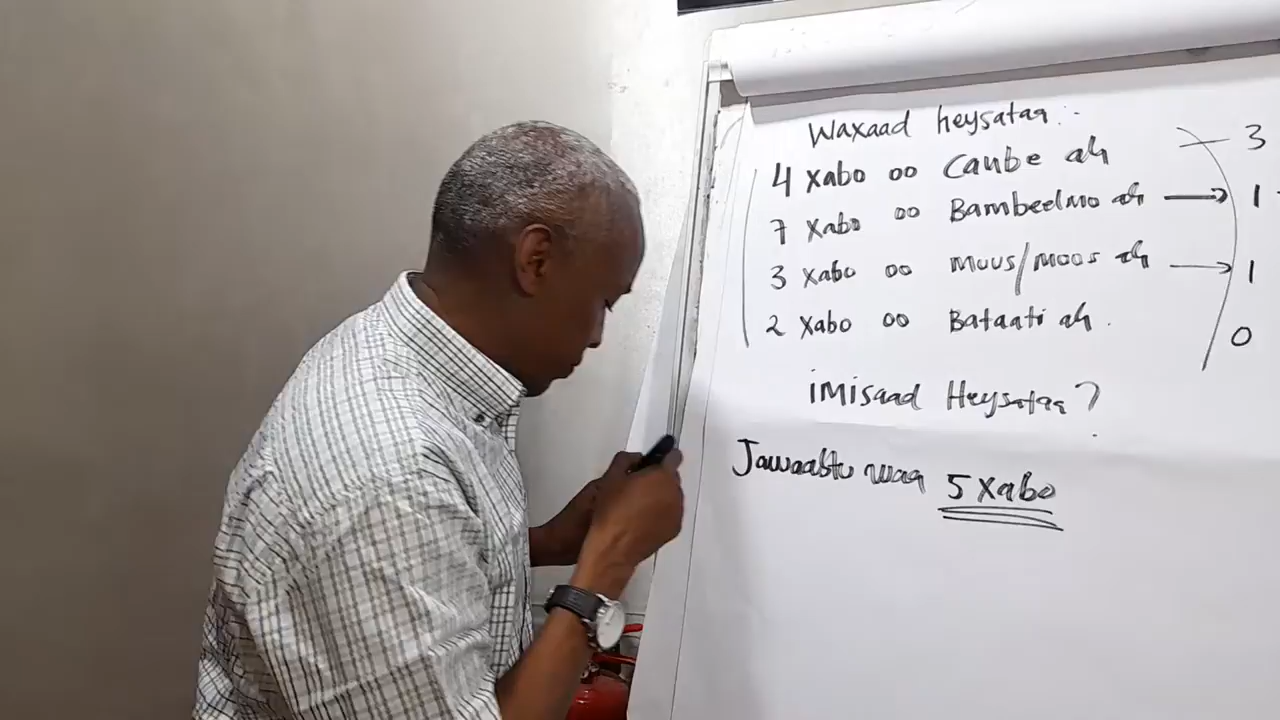 Waxaad heysataa:
4 Xabo oo Canbe ah 3
7 Xabo oo Bambeelmo ah → 1
3 Xabo oo Muus/moos ah → 1
2 Xabo oo Bataati ah. 0
imisaad Heysataa?
Jawaabtu waa 5 Xabo